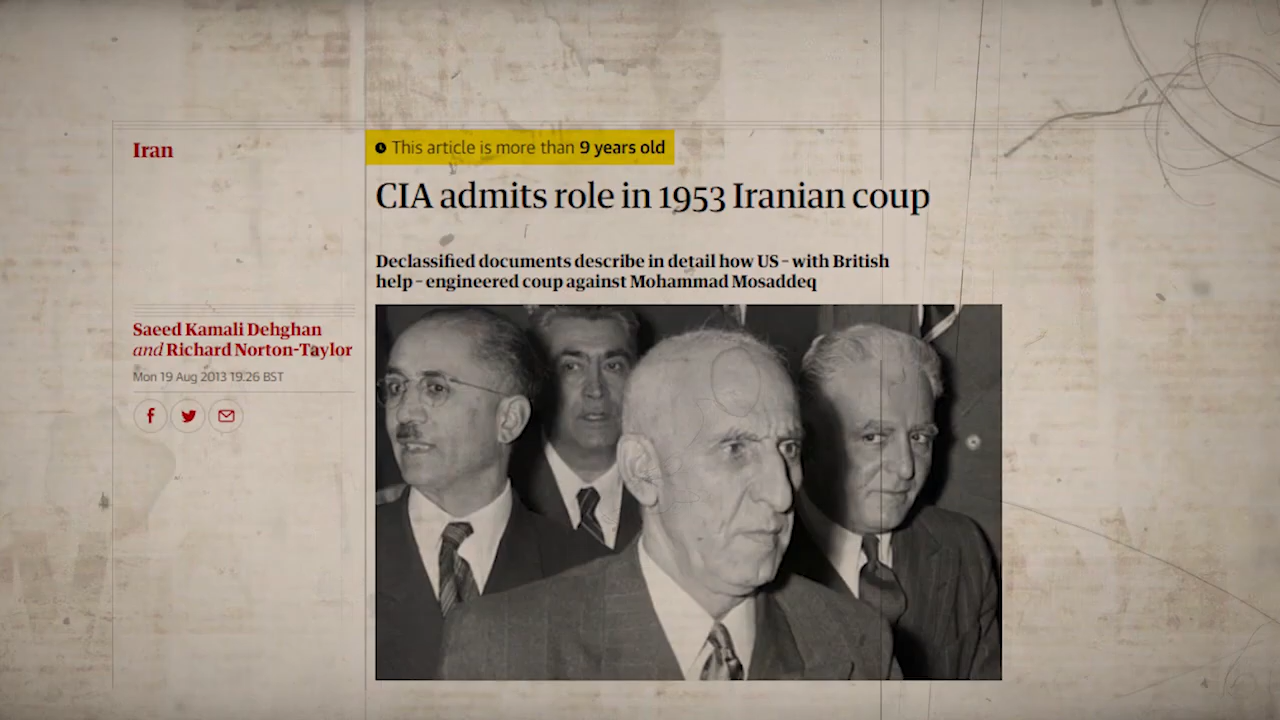 Iran
This article is more than 9 years old
CIA admits role in 1953 Iranian coup
Declassified documents describe in detail how US – with British
help – engineered coup against Mohammad Mosaddeq
Saeed Kamali Dehghan
and Richard Norton-Taylor
Mon 19 Aug 2013 19.26 BST